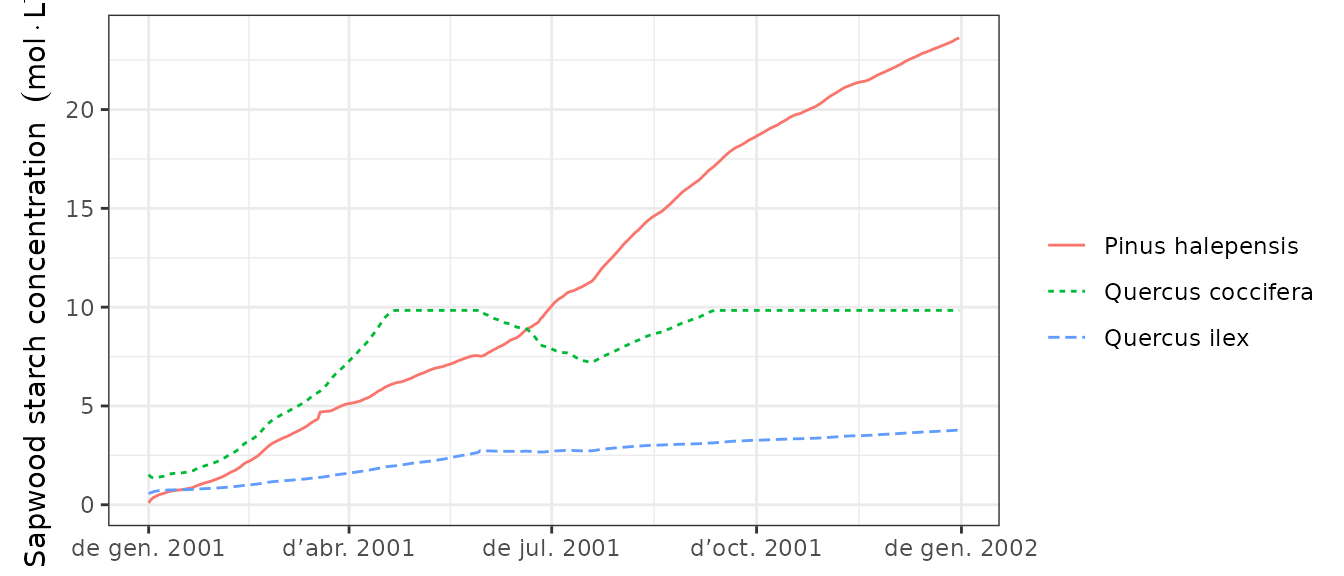 Sapwood starch concentration (mol·L
20
15
10
5
0
de gen. 2001
d’abr. 2001
de jul. 2001
d’oct. 2001
de gen. 2002
Pinus halepensis
Quercus coccifera
Quercus ilex